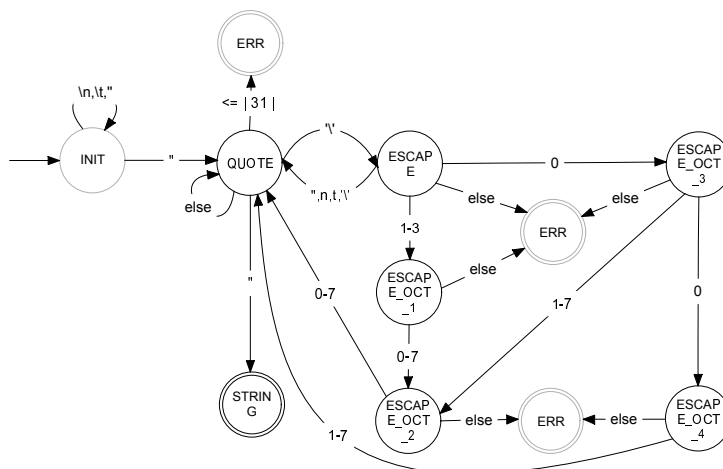 ERR
\n,\t,"
<= | 31 |
INIT
"
QUOTE
'\'
",n,t,'\'
else
ESCAP
E
0
ESCAP
E_OCT
_3
else
else
ERR
1-3
else
ESCAP
E_OCT
_1
"
0-7
1-7
0
0-7
STRIN
G
1-7
ESCAP
E_OCT
_2
else
ERR
else
ESCAP
E_OCT
_4